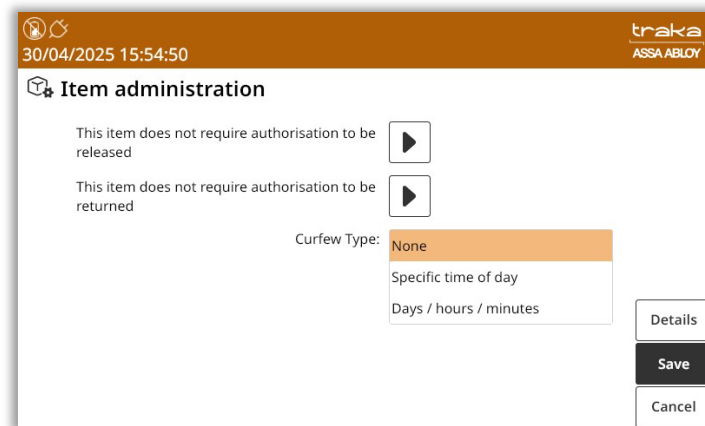 30/04/2025 15:54:50
traka
ASSA ABLOY
Item administration
This item does not require authorisation to be
released
This item does not require authorisation to be
returned
Curfew Type:
None
Specific time of day
Days / hours / minutes
Details
Save
Cancel